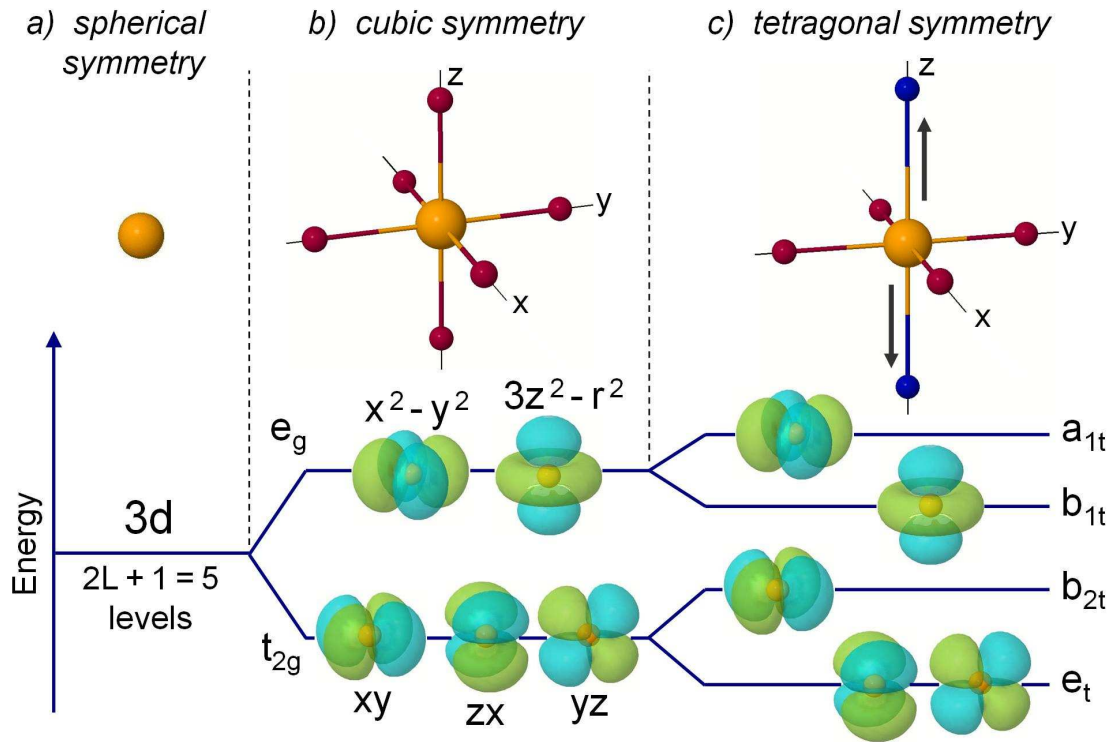 a) spherical
symmetry
b) cubic symmetry
c) tetragonal symmetry
z
y
x
z
y
x
Energy
3d
2L + 1 = 5
levels
e_g
x² - y²
3z² - r²
t_2g
xy
zx
yz
a_1t
b_1t
b_2t
e_t